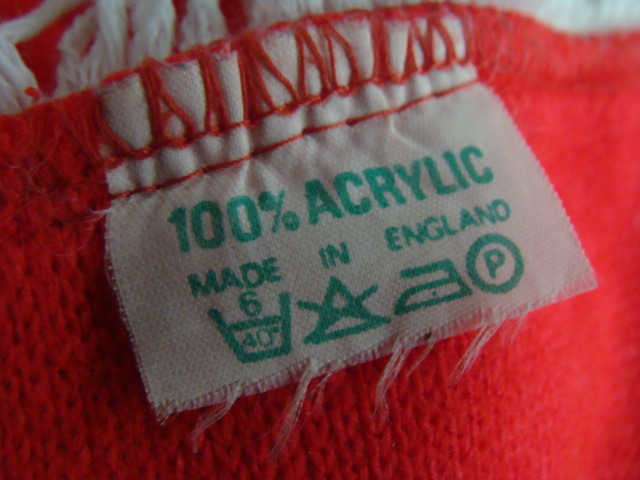 100% ACRYLIC
MADE IN ENGLAND
6
40° P